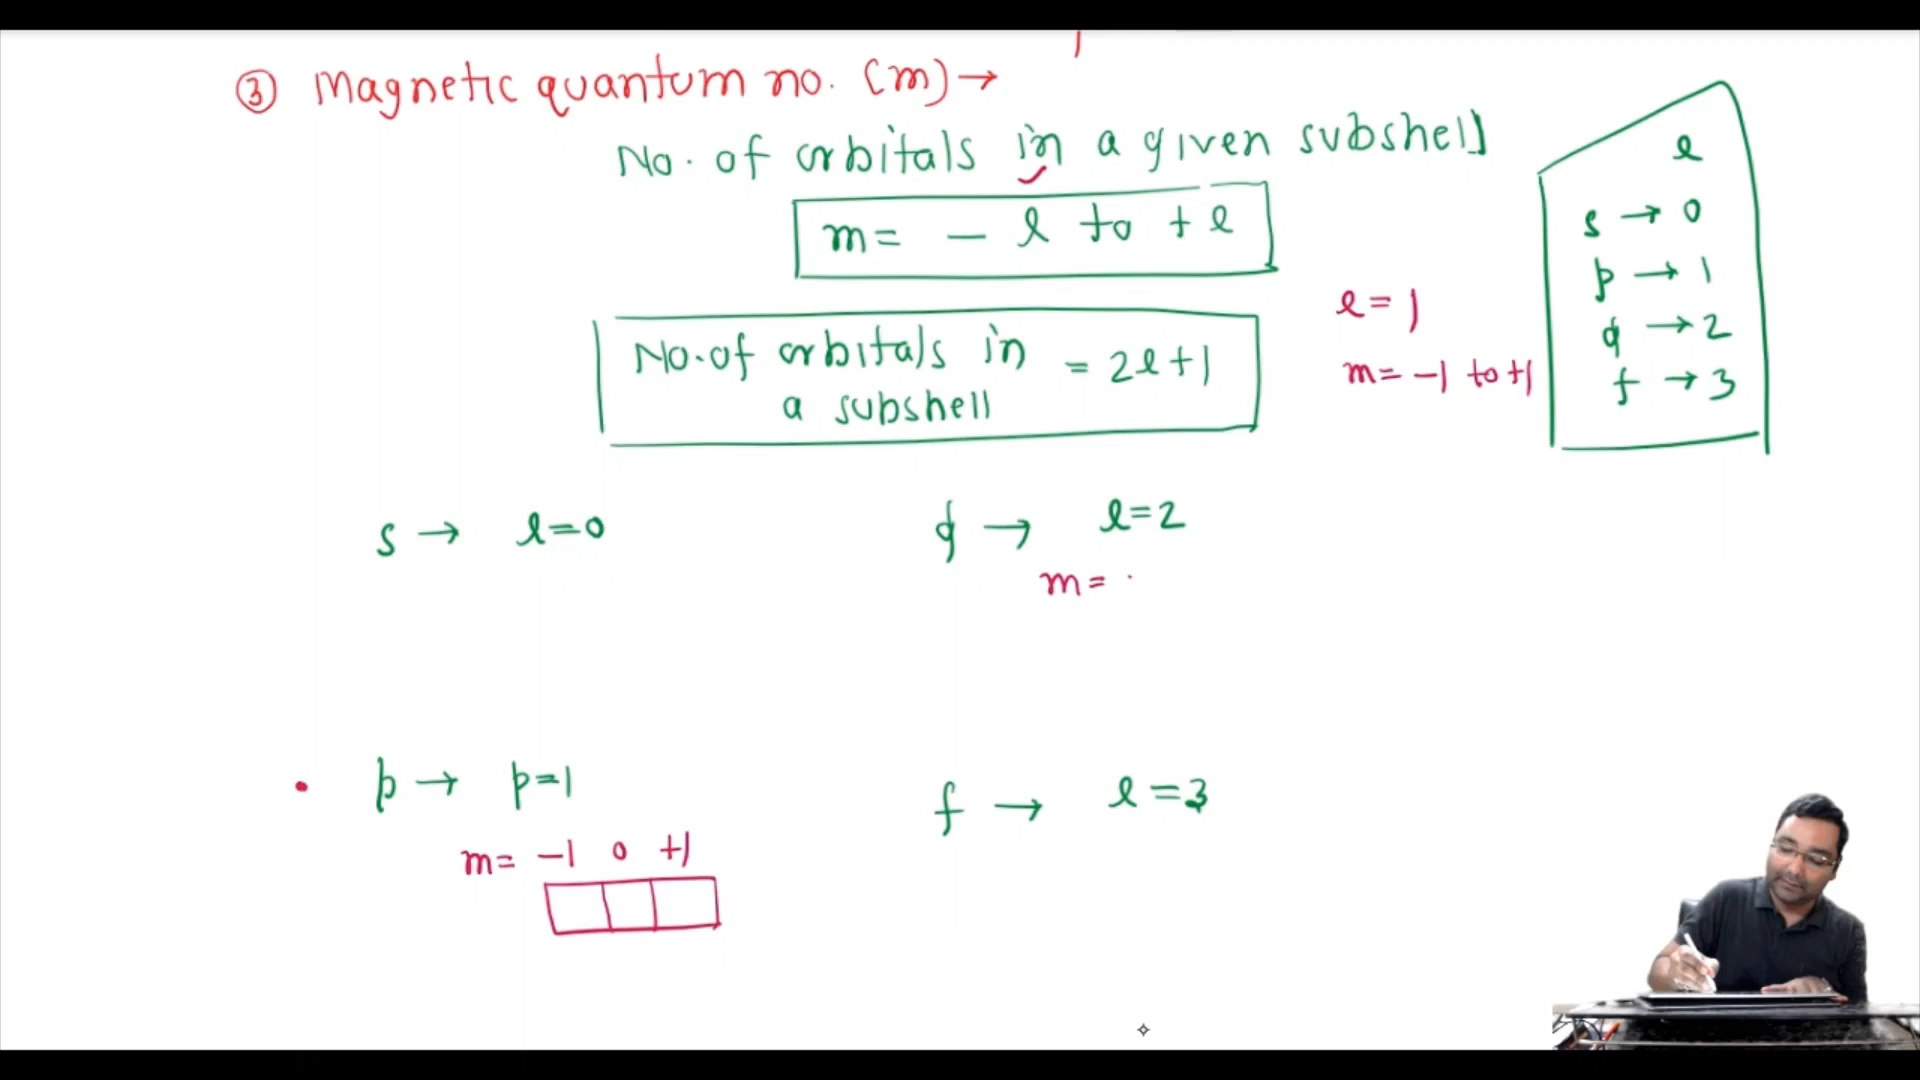 ③ Magnetic quantum no. (m) →
No. of orbitals in a given subshell
m = - l to + l
No. of orbitals in a subshell = 2l+1
l = 1
m = -1 to +1
l
s → 0
p → 1
d → 2
f → 3
s → l=0
d → l=2
m =
p → p=1
m = -1 0 +1
f → l=3